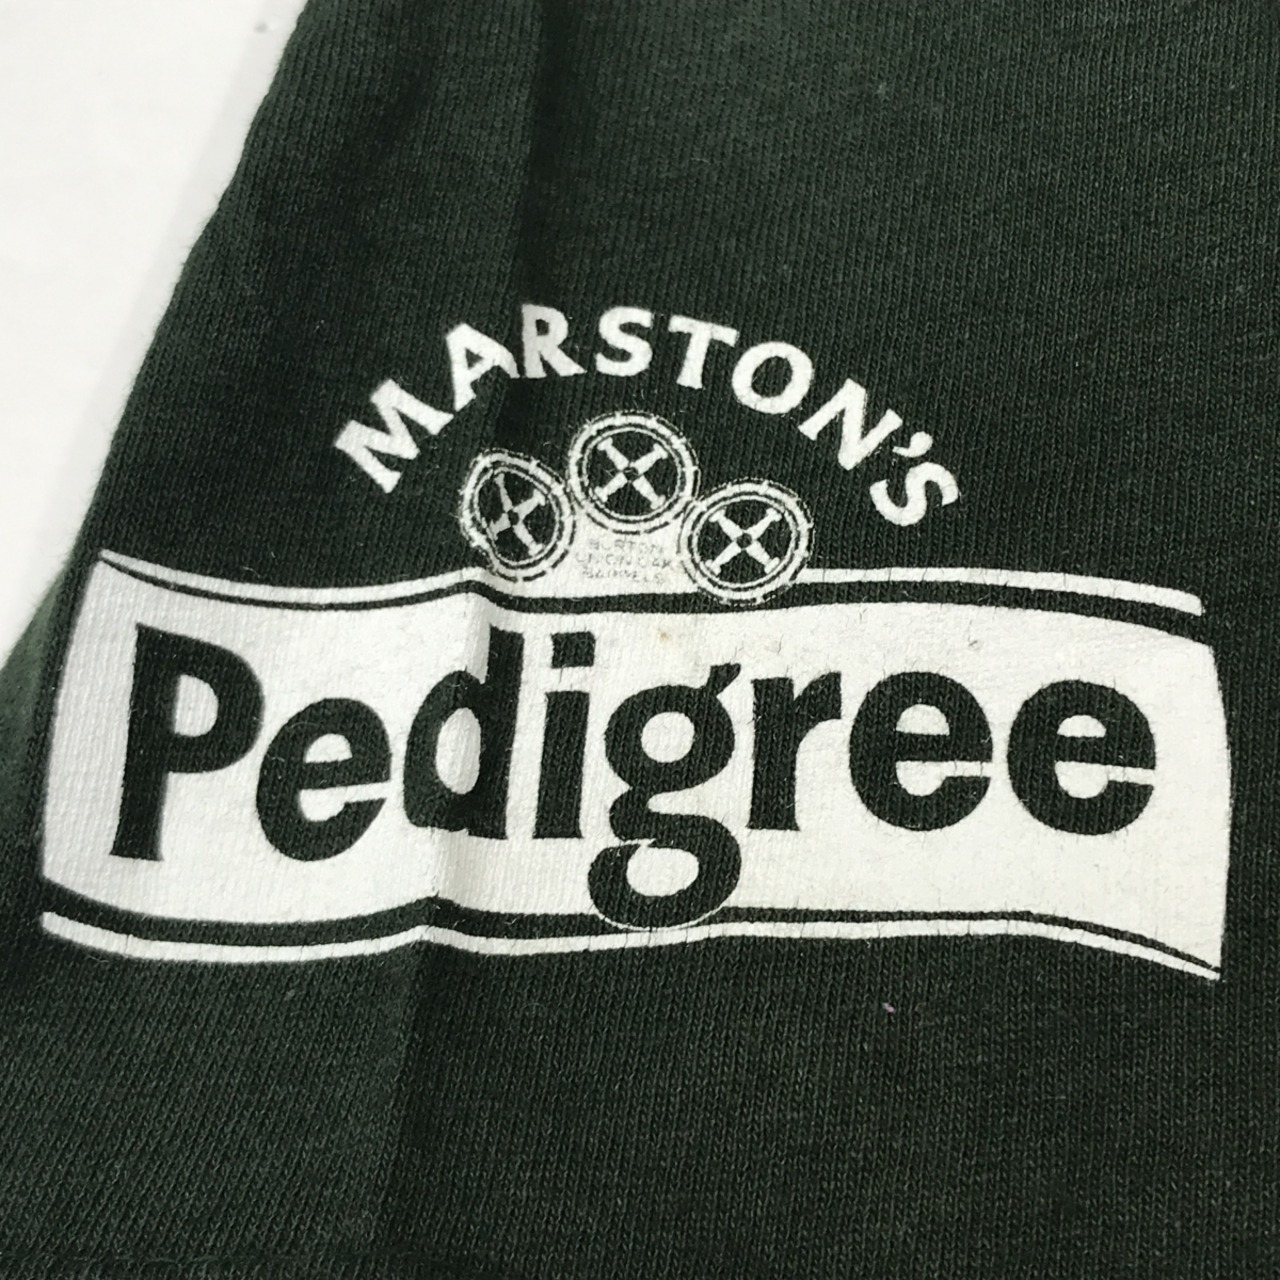 MARSTON'S
BURTON
UNION OAK
BARRELS
Pedigree